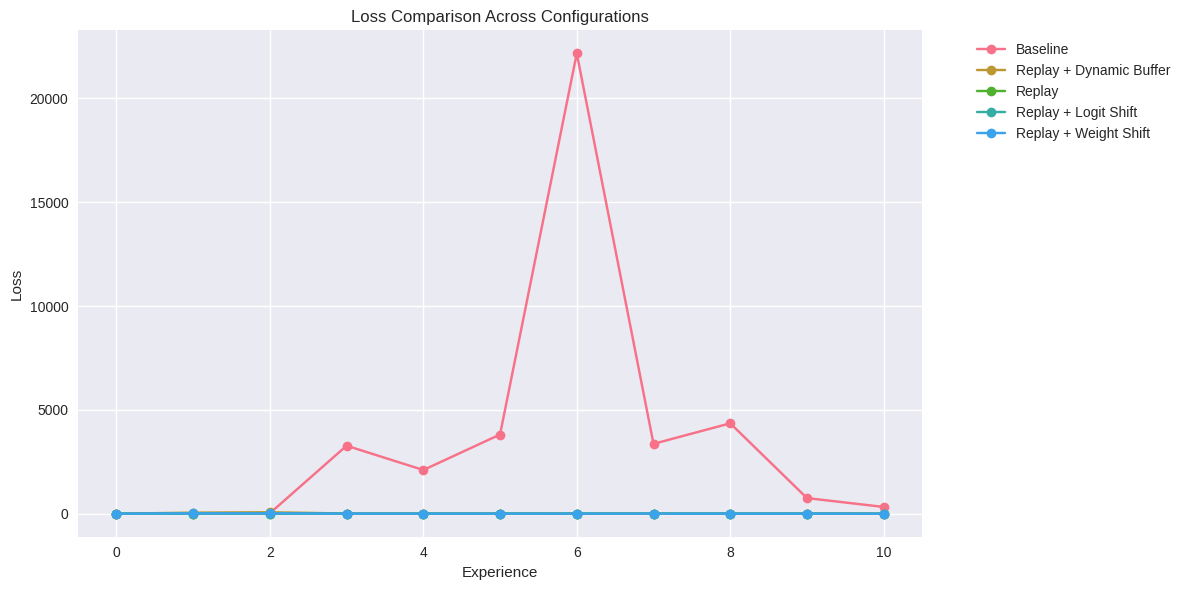 Loss Comparison Across Configurations
Baseline
Replay + Dynamic Buffer
Replay
Replay + Logit Shift
Replay + Weight Shift
Loss
20000
15000
10000
5000
0
0 2 4 6 8 10
Experience